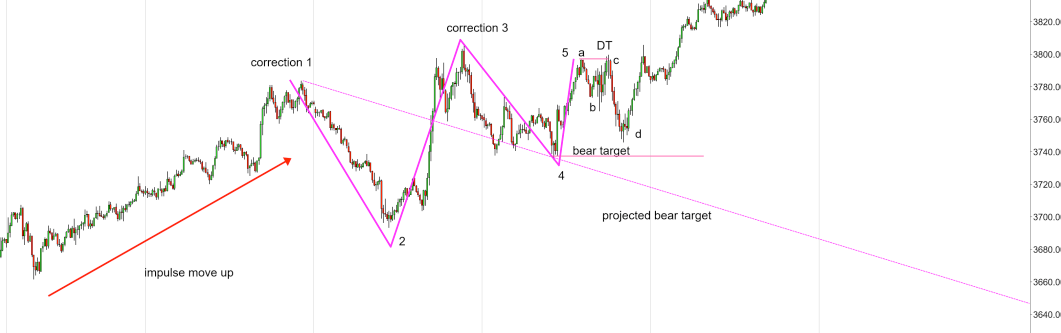 correction 1
correction 3
5
a
DT
c
b
d
bear target
4
2
projected bear target
impulse move up
3820.00
3800.00
3780.00
3760.00
3740.00
3720.00
3700.00
3680.00
3660.00
3640.00